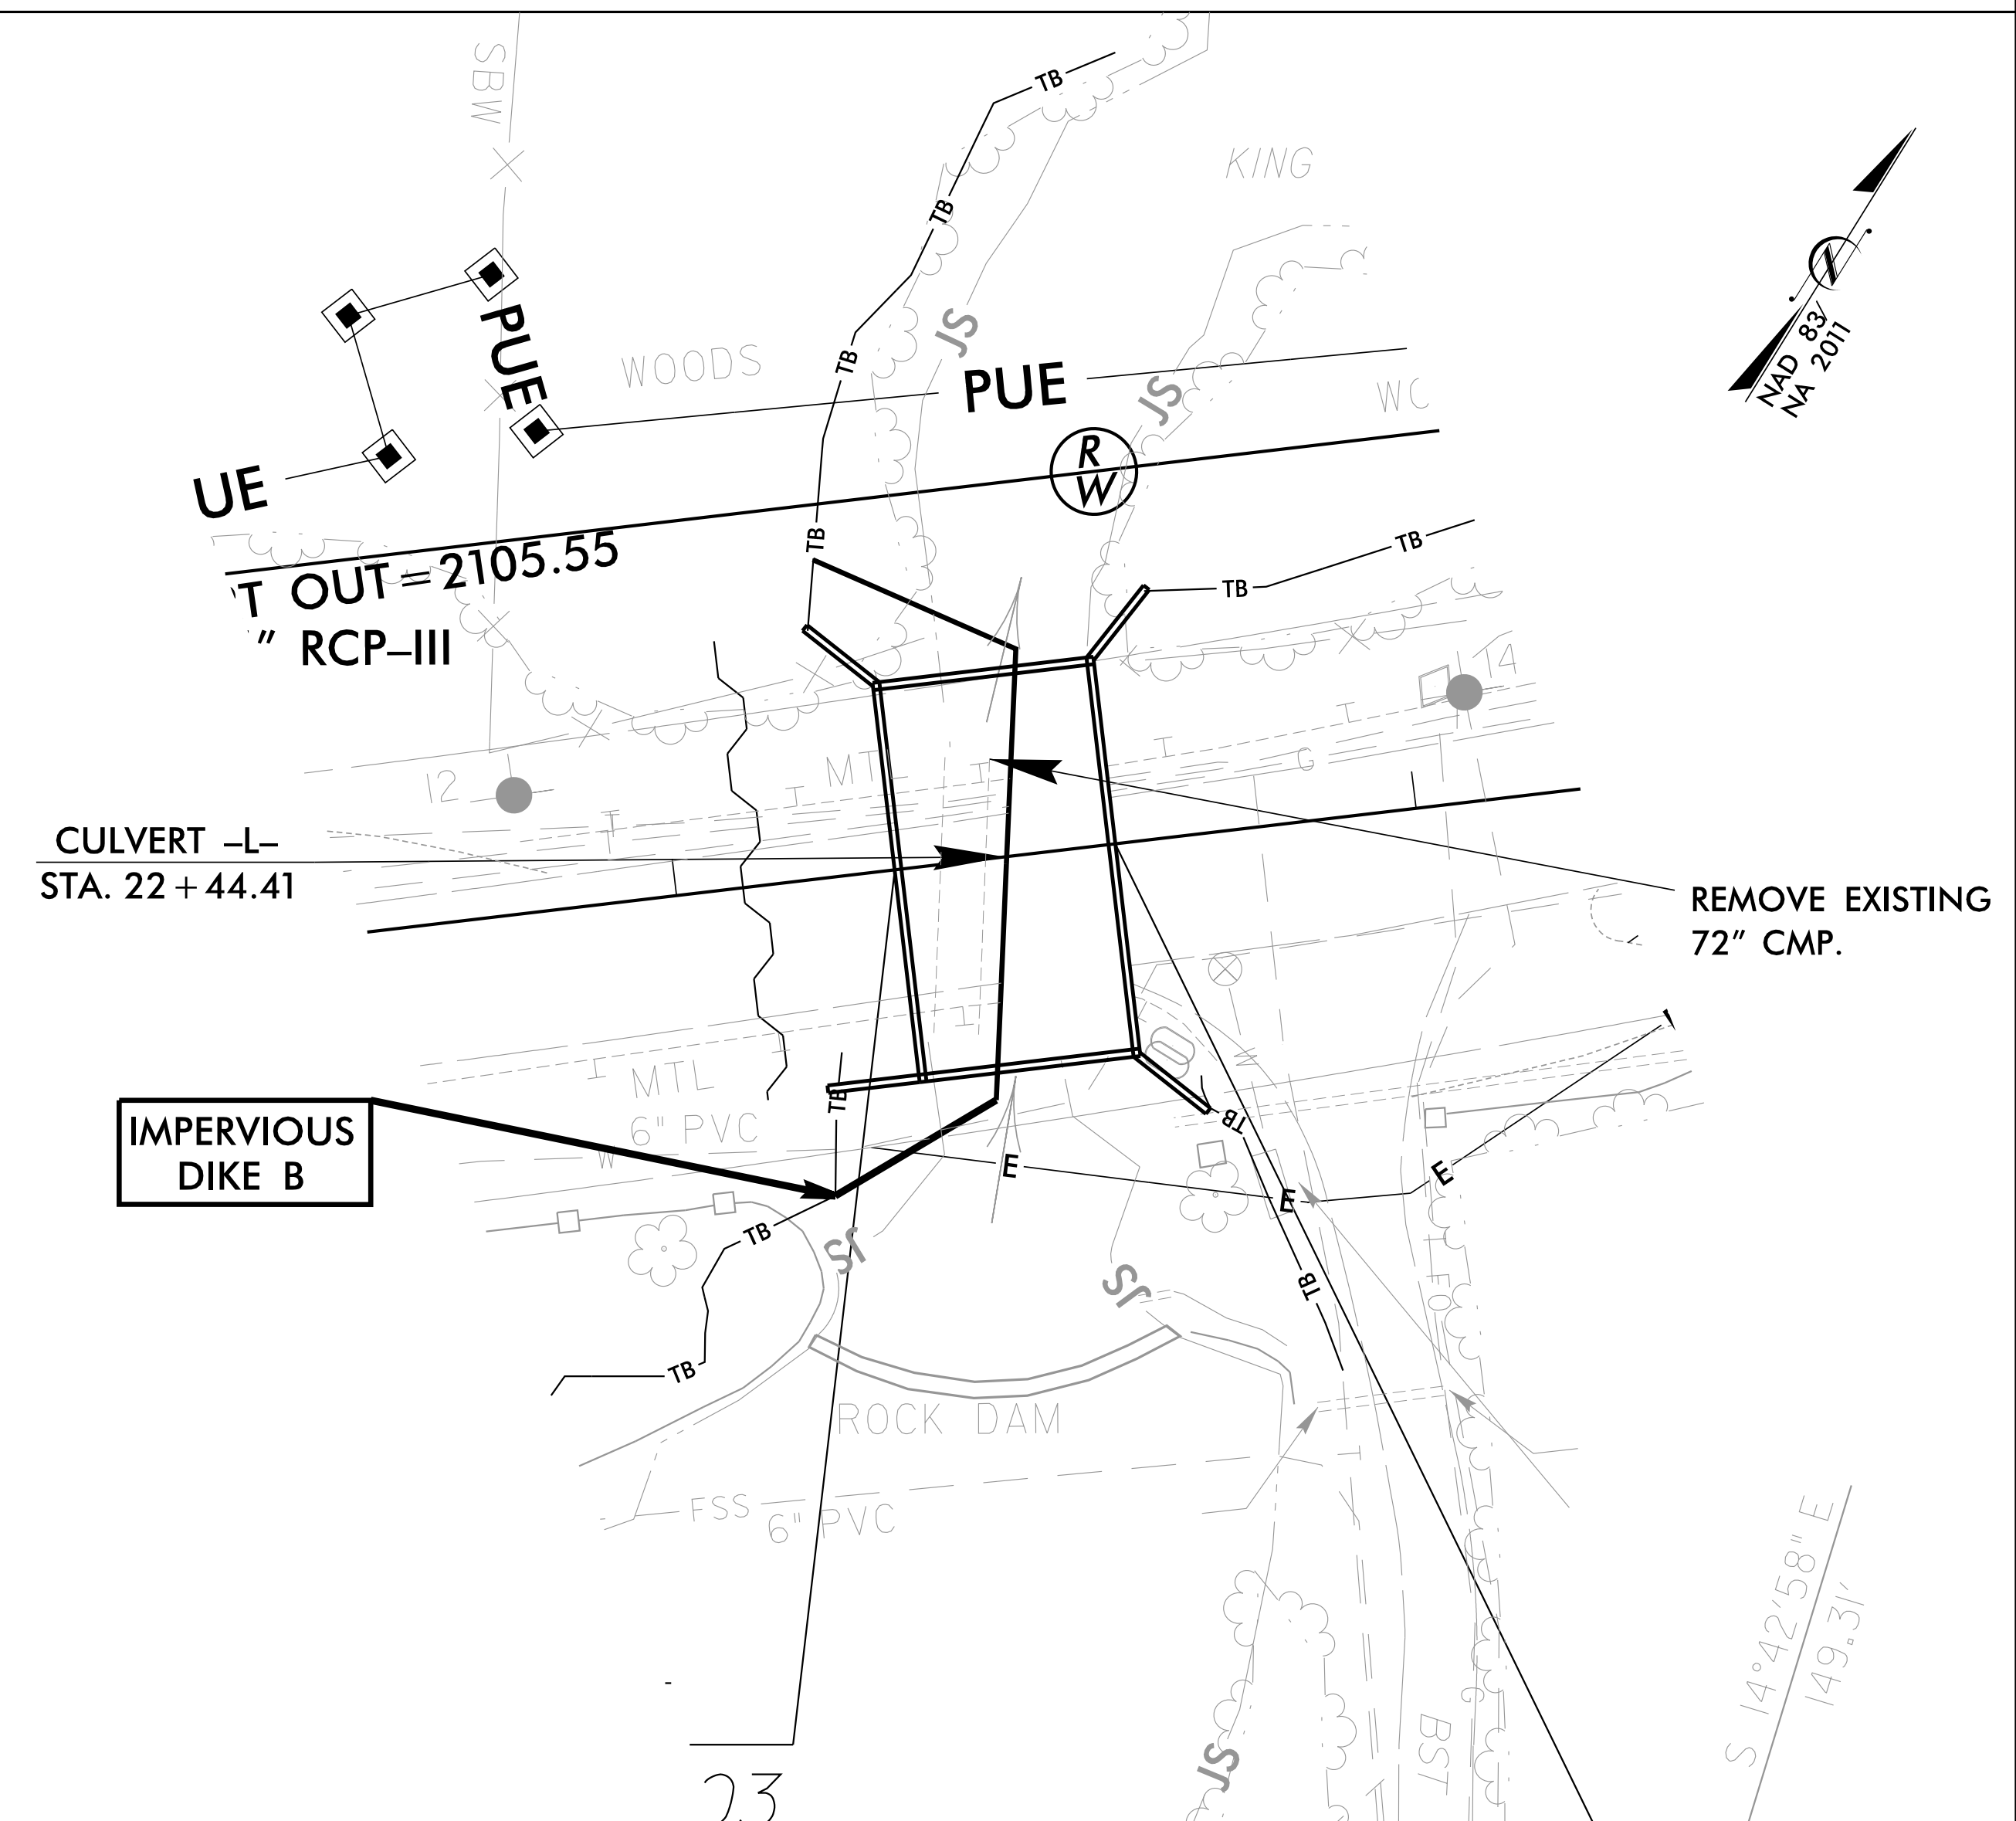 SBW
TB
KING
TB
NAD 83/
NA 2011
JS
PUE
WOODS
TB
PUE
JS
WC
R
W
UE
T OUT=2105.55
TB
TB
TB
" RCP-III
14
MTL
T
T
T
G
12
T
T
CULVERT -L-
STA. 22+44.41
REMOVE EXISTING
72" CMP.
T
T
T
MTL
W
6" PVC
TB
TB
W
IMPERVIOUS
DIKE B
E
E
E
TB
JS
JS
TB
TB
ROCK DAM
FSS
6" PVC
S 14°42'58" E
149.31'
JS
BST
G
23